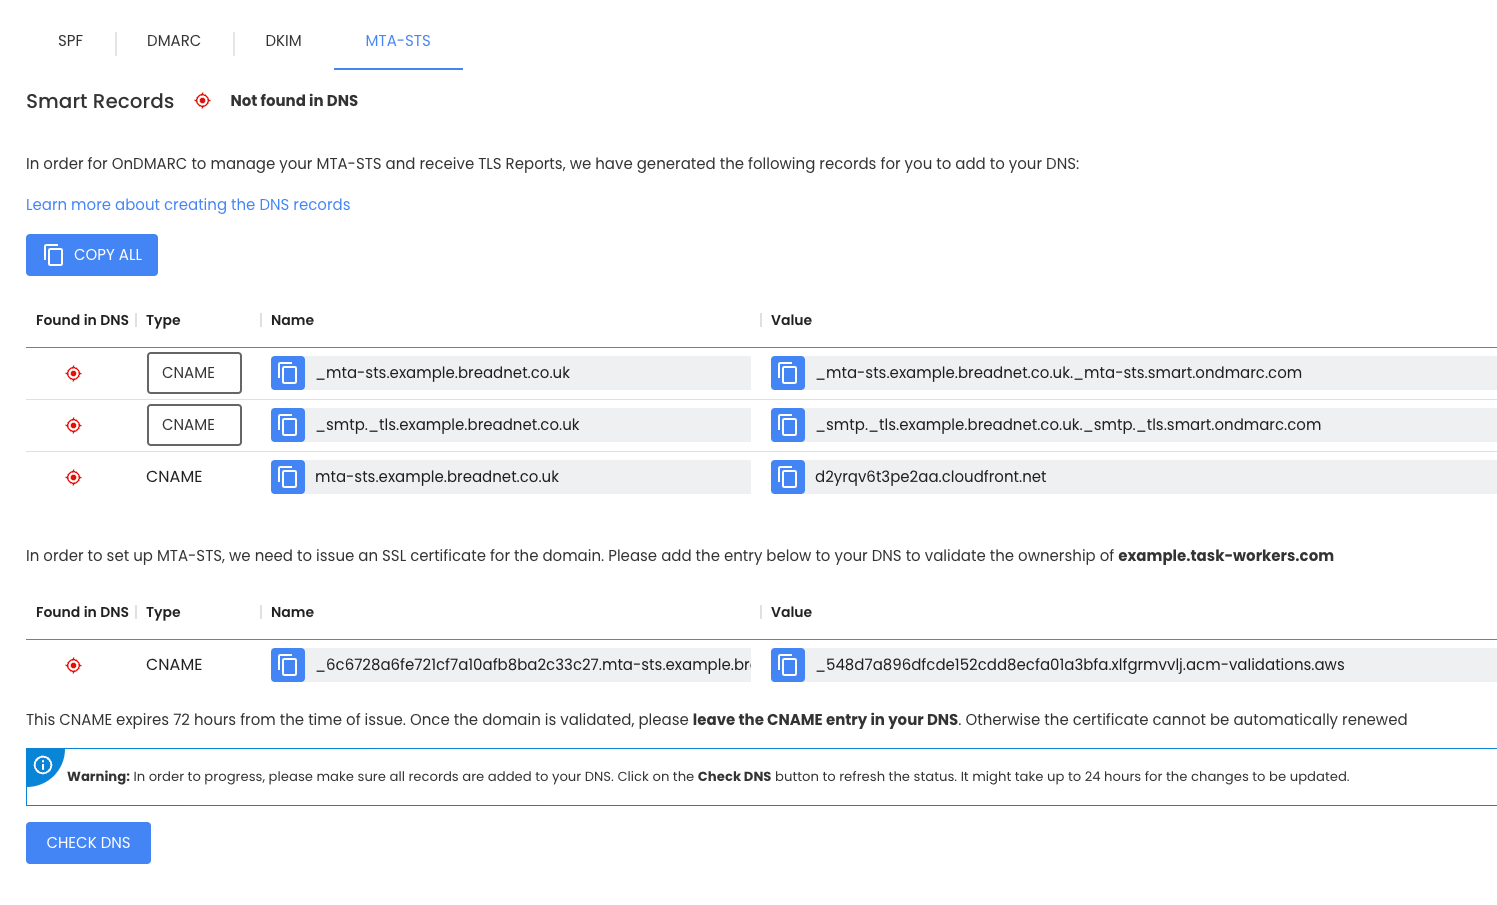 SPF DMARC DKIM MTA-STS
Smart Records Not found in DNS
In order for OnDMARC to manage your MTA-STS and receive TLS Reports, we have generated the following records for you to add to your DNS:
Learn more about creating the DNS records
COPY ALL
Found in DNS Type Name Value
CNAME _mta-sts.example.breadnet.co.uk _mta-sts.example.breadnet.co.uk._mta-sts.smart.ondmarc.com
CNAME _smtp._tls.example.breadnet.co.uk _smtp._tls.example.breadnet.co.uk._smtp._tls.smart.ondmarc.com
CNAME mta-sts.example.breadnet.co.uk d2yrqv6t3pe2aa.cloudfront.net
In order to set up MTA-STS, we need to issue an SSL certificate for the domain. Please add the entry below to your DNS to validate the ownership of example.task-workers.com
Found in DNS Type Name Value
CNAME _6c6728a6fe721cf7a10afb8ba2c33c27.mta-sts.example.br _548d7a896dfcde152cdd8ecfa01a3bfa.xlfgrmvvlj.acm-validations.aws
This CNAME expires 72 hours from the time of issue. Once the domain is validated, please leave the CNAME entry in your DNS. Otherwise the certificate cannot be automatically renewed
Warning: In order to progress, please make sure all records are added to your DNS. Click on the Check DNS button to refresh the status. It might take up to 24 hours for the changes to be updated.
CHECK DNS